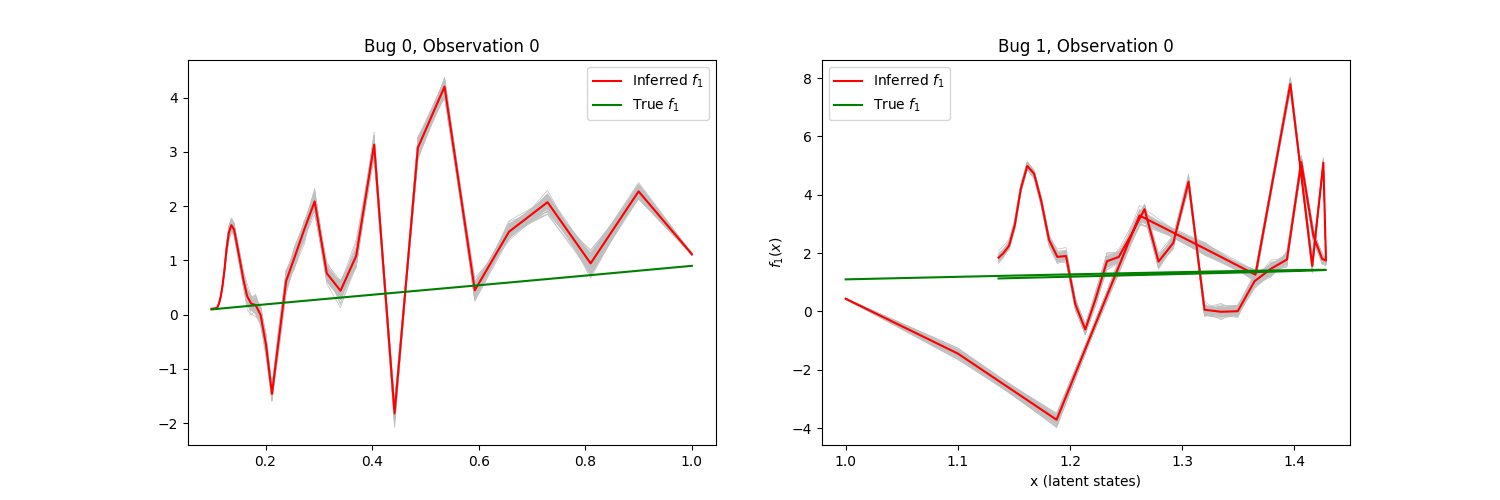 Bug 0, Observation 0
Inferred f₁
True f₁
4
3
2
1
0
−1
−2
0.2 0.4 0.6 0.8 1.0
Bug 1, Observation 0
Inferred f₁
True f₁
f₁(x)
8
6
4
2
0
−2
−4
1.0 1.1 1.2 1.3 1.4
x (latent states)